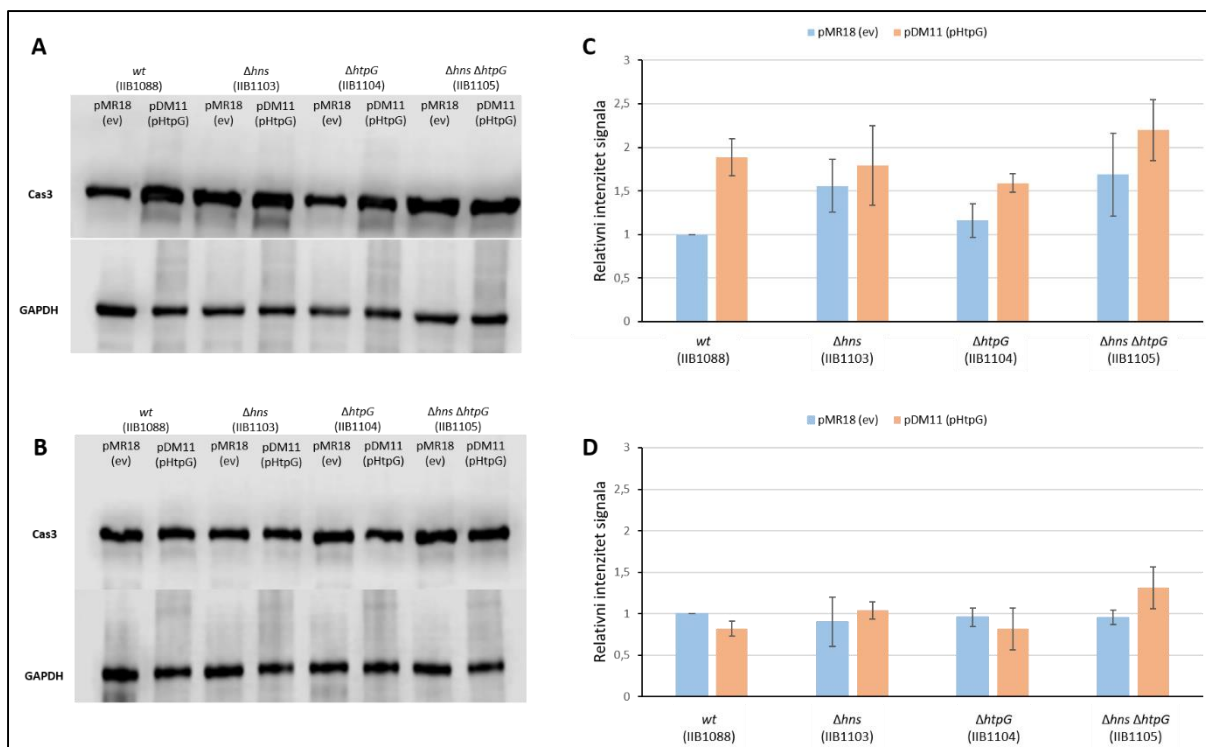 A
wt Δhns ΔhtpG Δhns ΔhtpG
(IIB1088) (IIB1103) (IIB1104) (IIB1105)
pMR18 pDM11 pMR18 pDM11 pMR18 pDM11 pMR18 pDM11
(ev) (pHtpG) (ev) (pHtpG) (ev) (pHtpG) (ev) (pHtpG)
Cas3
GAPDH
B
wt Δhns ΔhtpG Δhns ΔhtpG
(IIB1088) (IIB1103) (IIB1104) (IIB1105)
pMR18 pDM11 pMR18 pDM11 pMR18 pDM11 pMR18 pDM11
(ev) (pHtpG) (ev) (pHtpG) (ev) (pHtpG) (ev) (pHtpG)
Cas3
GAPDH
C
pMR18 (ev) pDM11 (pHtpG)
Relativni intenzitet signala
3
2,5
2
1,5
1
0,5
0
wt Δhns ΔhtpG Δhns ΔhtpG
(IIB1088) (IIB1103) (IIB1104) (IIB1105)
D
pMR18 (ev) pDM11 (pHtpG)
Relativni intenzitet signala
3
2,5
2
1,5
1
0,5
0
wt Δhns ΔhtpG Δhns ΔhtpG
(IIB1088) (IIB1103) (IIB1104) (IIB1105)